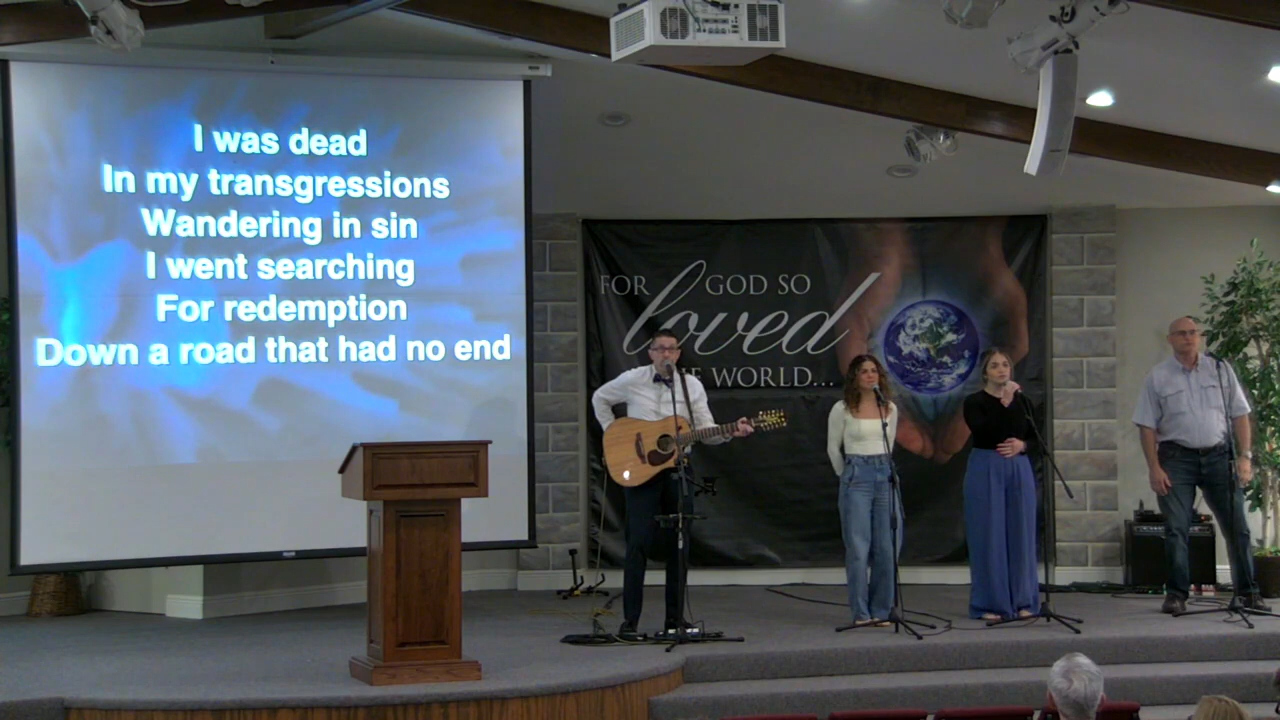 I was dead
In my transgressions
Wandering in sin
I went searching
For redemption
Down a road that had no end
FOR loved GOD SO
WORLD...